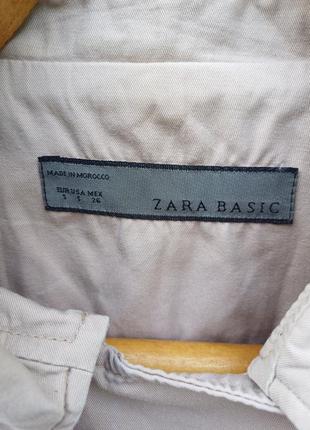 MADE IN MOROCCO
EUR USA MEX
S S 26
ZARA BASIC